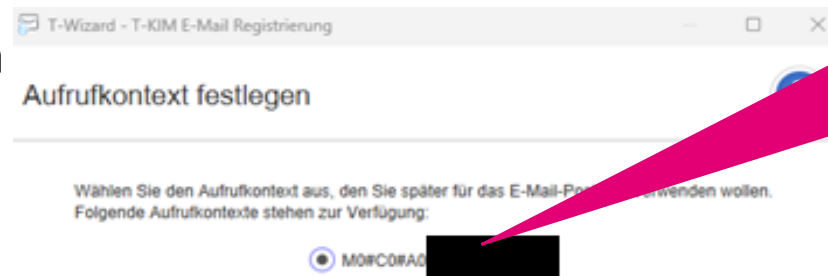 T-Wizard - T-KIM E-Mail Registrierung
Aufrufkontext festlegen
Wählen Sie den Aufrufkontext aus, den Sie später für das wollen.
Folgende Aufrufkontexte stehen zur Verfügung:
M0#C0#A0